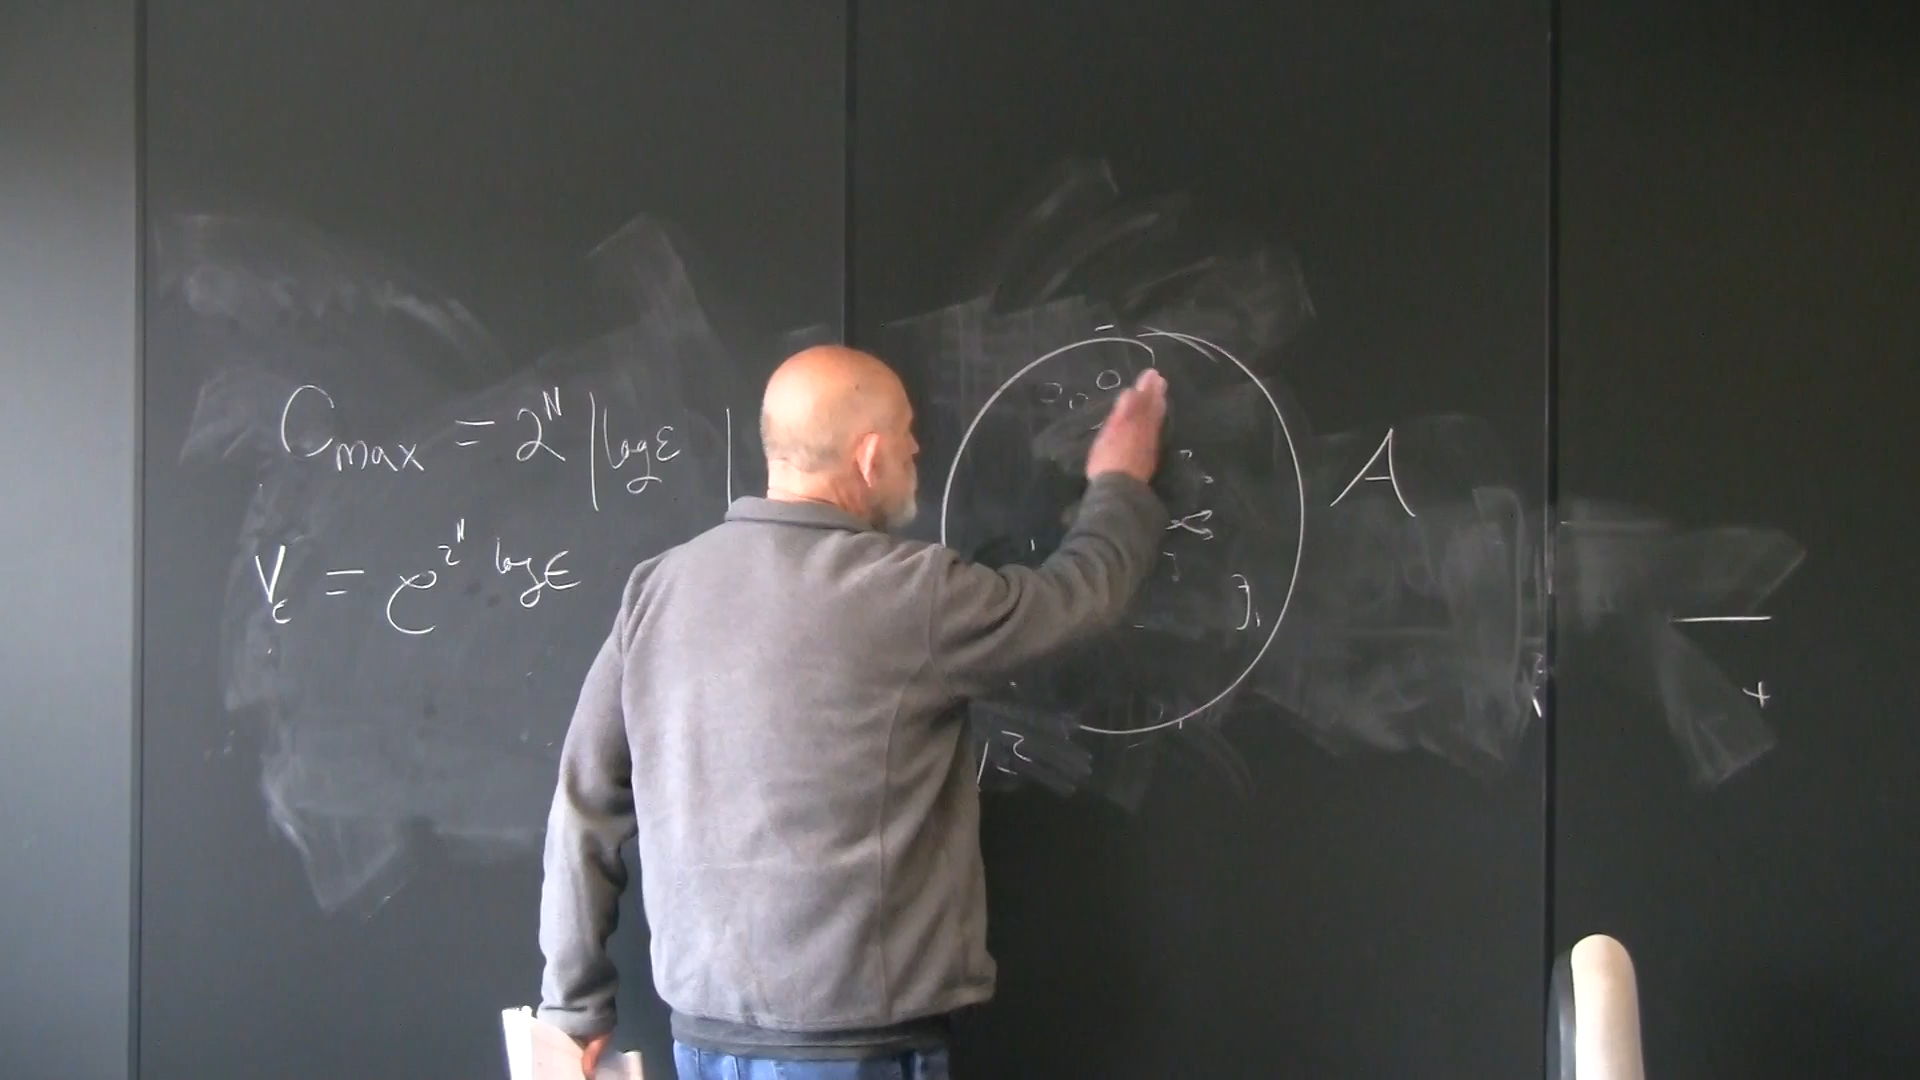 C_max = 2^N |log ε|
V_ε = e^{2^N log ε}
A